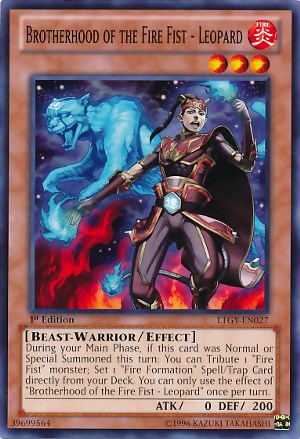 BROTHERHOOD OF THE FIRE FIST - LEOPARD
FIRE
炎
1st Edition
LTGY-EN027
[BEAST-WARRIOR/EFFECT]
During your Main Phase, if this card was Normal or
Special Summoned this turn: You can Tribute 1 "Fire
Fist" monster; Set 1 "Fire Formation" Spell/Trap Card
directly from your Deck. You can only use the effect of
"Brotherhood of the Fire Fist - Leopard" once per turn.
ATK/ 0 DEF/ 200
39699564
©1996 KAZUKI TAKAHASHI